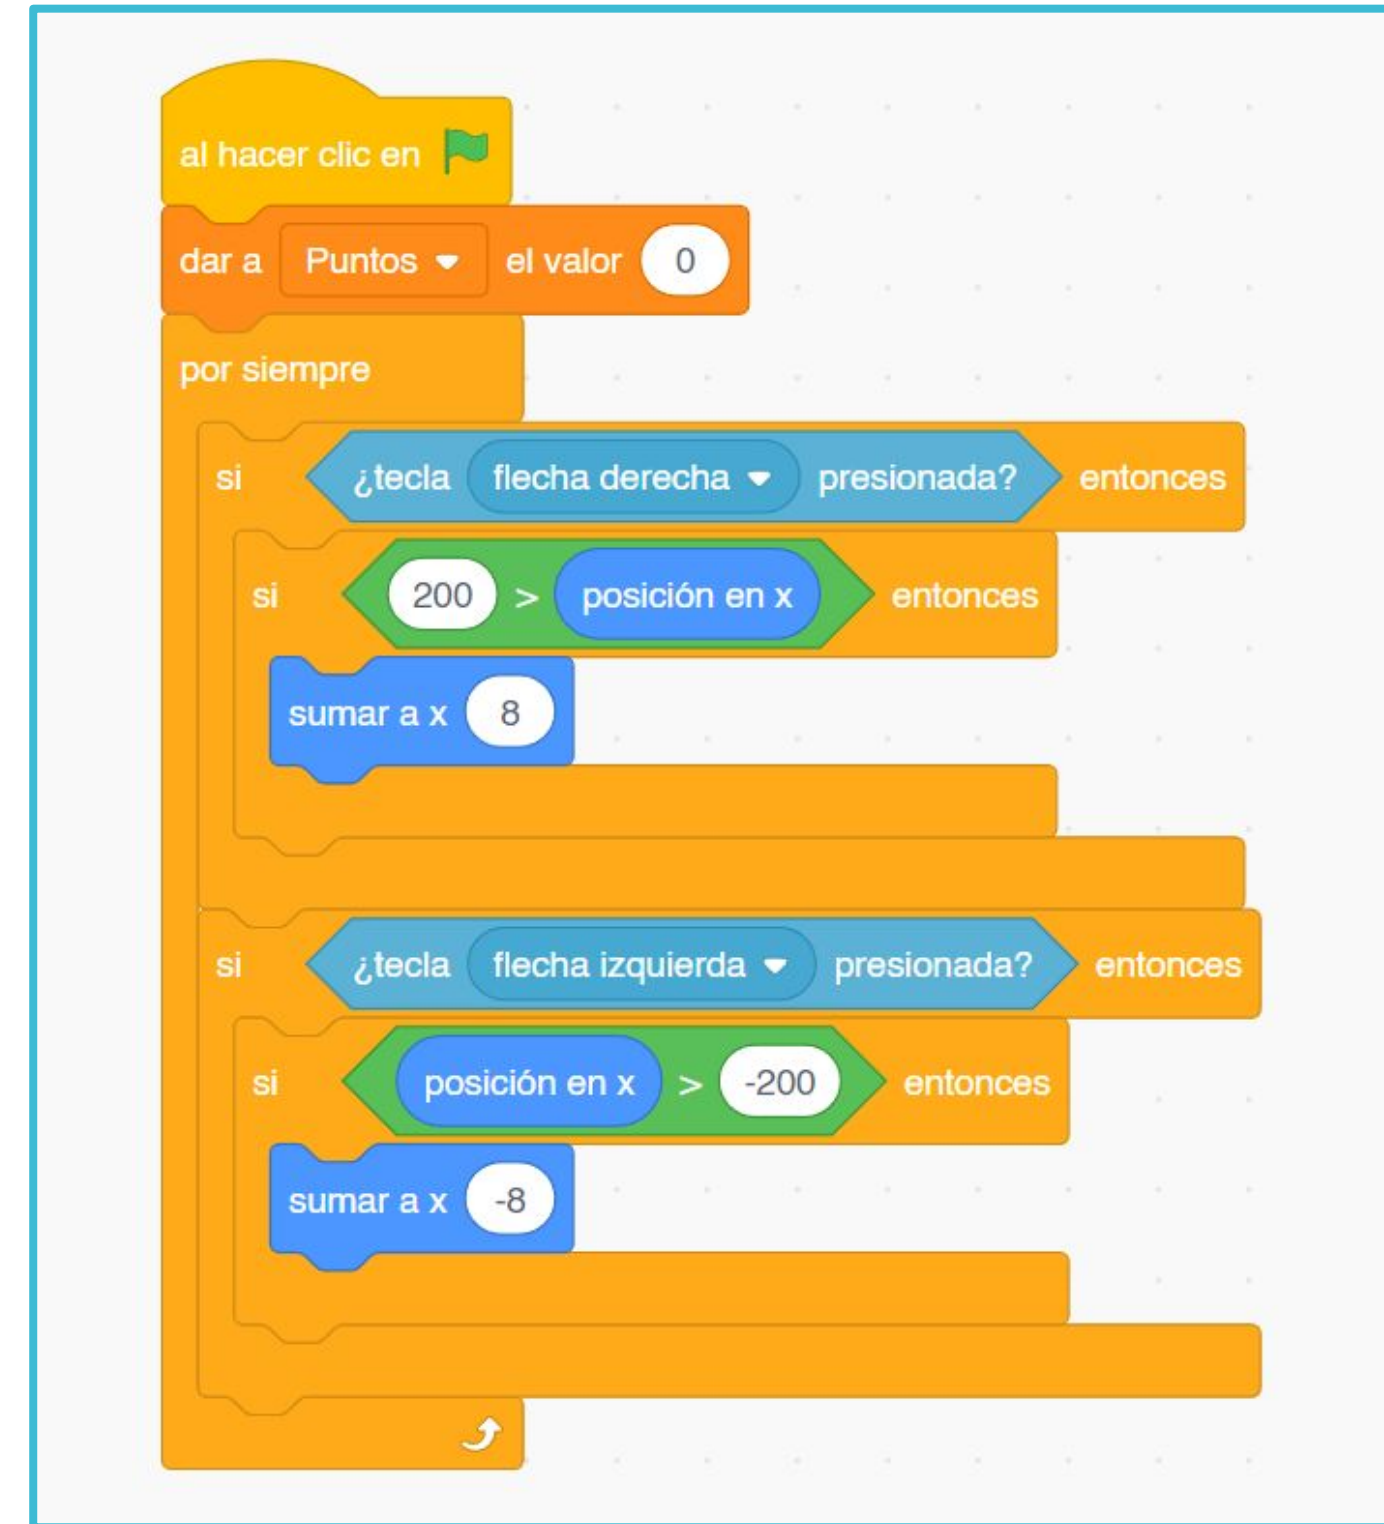 al hacer clic en
dar a Puntos el valor 0
por siempre
si ¿tecla flecha derecha presionada? entonces
si 200 > posición en x entonces
sumar a x 8
si ¿tecla flecha izquierda presionada? entonces
si posición en x > -200 entonces
sumar a x -8